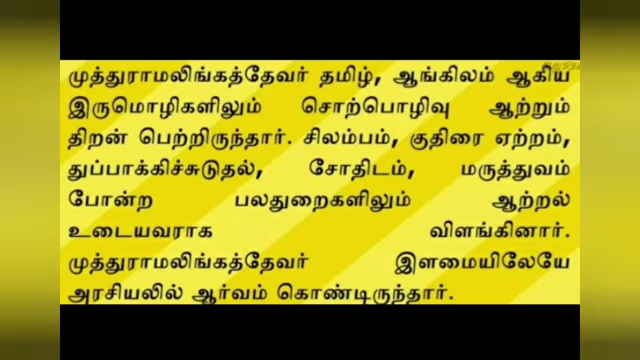 முத்துராமலிங்கத்தேவர் தமிழ், ஆங்கிலம் ஆகிய
இருமொழிகளிலும் சொற்பொழிவு ஆற்றும்
திறன் பெற்றிருந்தார். சிலம்பம், குதிரை ஏற்றம்,
துப்பாக்கிச்சுடுதல், சோதிடம், மருத்துவம்
போன்ற பலதுறைகளிலும் ஆற்றல்
உடையவராக விளங்கினார்.
முத்துராமலிங்கத்தேவர் இளமையிலேயே
அரசியலில் ஆர்வம் கொண்டிருந்தார்.